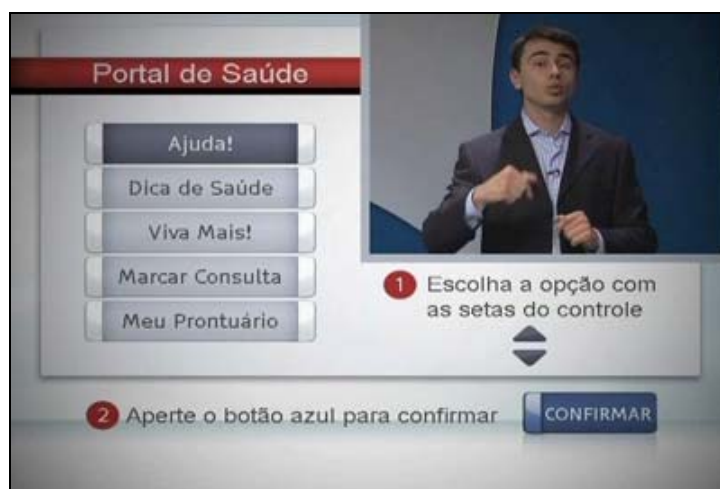 Portal de Saúde
Ajuda!
Dica de Saúde
Viva Mais!
Marcar Consulta
Meu Prontuário
1 Escolha a opção com
as setas do controle
2 Aperte o botão azul para confirmar
CONFIRMAR